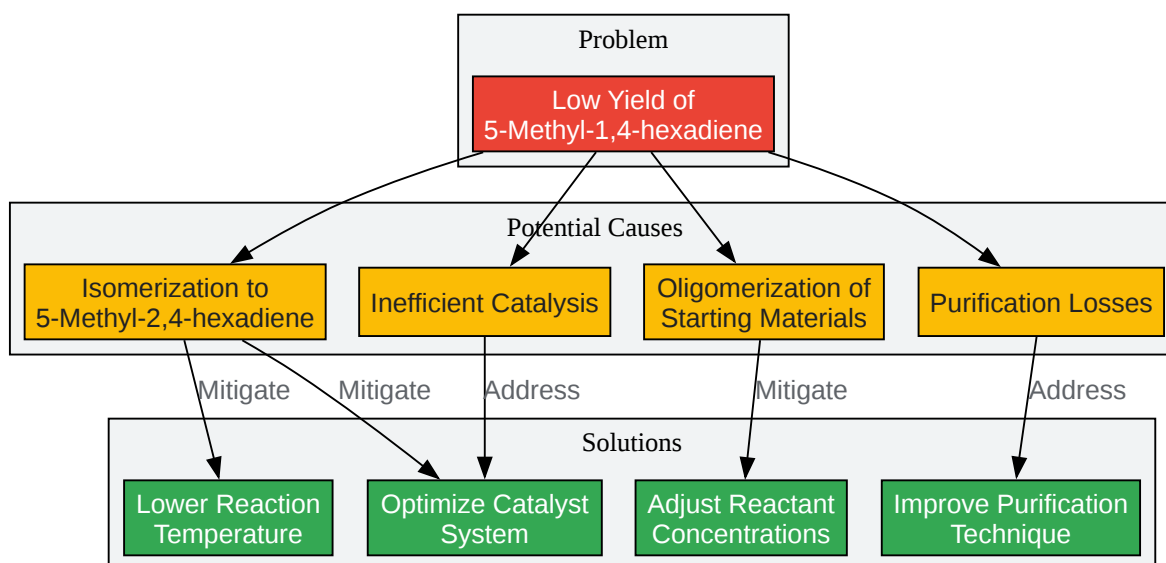 Problem
Low Yield of
5-Methyl-1,4-hexadiene
Potential Causes
Isomerization to
5-Methyl-2,4-hexadiene
Inefficient Catalysis
Oligomerization of
Starting Materials
Purification Losses
Mitigate
Mitigate
Address
Mitigate
Address
Solutions
Lower Reaction
Temperature
Optimize Catalyst
System
Adjust Reactant
Concentrations
Improve Purification
Technique